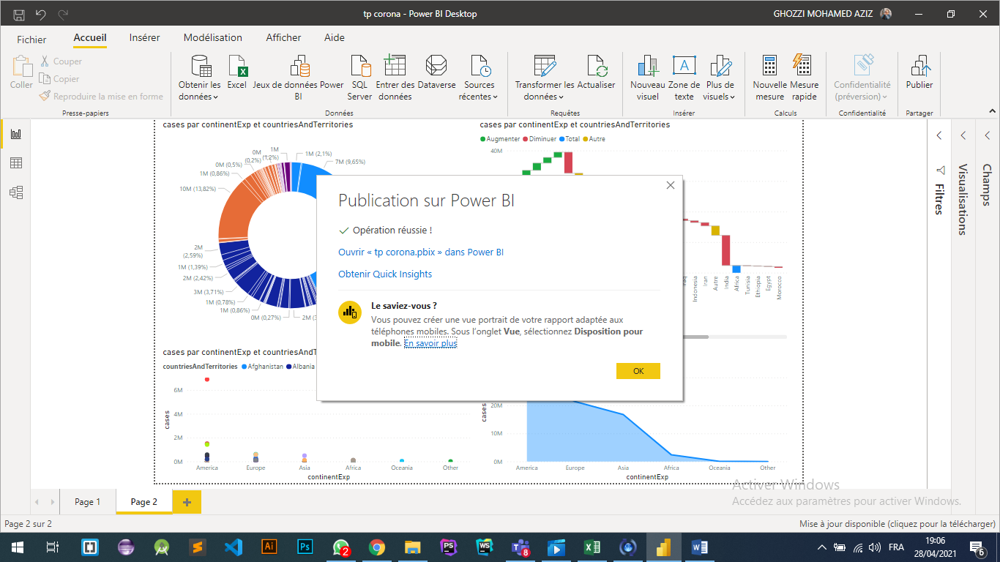 tp corona - Power BI Desktop
GHOZZI MOHAMED AZIZ
Fichier
Accueil
Insérer
Modélisation
Afficher
Aide
Coller
Couper
Copier
Reproduire la mise en forme
Presse-papiers
Obtenir les
données
Excel
Jeux de données Power
BI
SQL
Server
Entrer des
données
Dataverse
Sources
récentes
Données
Transformer les
données
Actualiser
Requêtes
Nouveau
visuel
Zone de
texte
Plus de
visuels
Insérer
Nouvelle
mesure
Mesure
rapide
Calculs
Confidentialité
(préversion)
Confidentialité
Publier
Partager
cases par continentExp et countriesAndTerritories
1M
0M
(1,2%)
0M
(0,2%)
0M (0,5%)
1M (0,86%)
10M (13,82%)
1M (2,1%)
7M (9,65%)
2M
(2,59%)
1M (1,39%)
2M (2,42%)
3M (3,71%)
1M (0,78%)
1M (0,86%)
0M (0,27%)
cases par continentExp et countriesAndTerritories
Augmenter Diminuer Total Autre
40M
Indonesia
Iran
Autre
India
Africa
Tunisia
Ethiopia
Egypt
Morocco
Publication sur Power BI
Opération réussie !
Ouvrir « tp corona.pbix » dans Power BI
Obtenir Quick Insights
Le saviez-vous ?
Vous pouvez créer une vue portrait de votre rapport adaptée aux
téléphones mobiles. Sous l'onglet Vue, sélectionnez Disposition pour
mobile. En savoir plus
OK
cases par continentExp et countriesAndT
countriesAndTerritories Afghanistan Albania
6M
4M
2M
0M
cases
America
Europe
Asia
Africa
Oceania
Other
continentExp
20M
10M
0M
cases
America
Europe
Asia
Africa
Oceania
Other
continentExp
Filtres
Visualisations
Champs
Activer Windows
Accédez aux paramètres pour activer Windows.
Page 1
Page 2
Page 2 sur 2
Mise à jour disponible (cliquez pour la télécharger)
Ai
Ps
2
PS
WS
8
FRA
19:06
28/04/2021
6